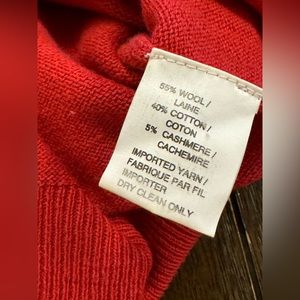 55% WOOL /
LAINE
40% COTTON /
COTON
5% CASHMERE /
CACHEMIRE
IMPORTED YARN /
FABRIQUE PAR FIL
IMPORTER
DRY CLEAN ONLY